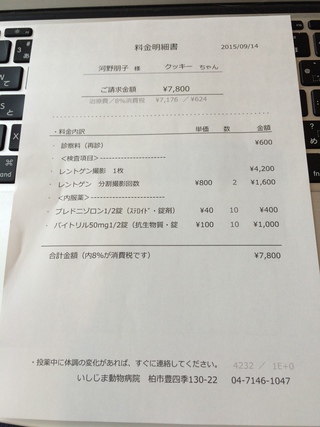 料金明細書 2015/09/14
河野朋子 様 クッキー ちゃん
ご請求金額 ¥7,800
治療費／8%消費税 ¥7,176 ／ ¥624
・料金内訳 単価 数 金額
・ 診察料（再診） ¥600
・ <検査項目> --------------------
・ レントゲン撮影 1枚 ¥4,200
・ レントゲン 分割撮影回数 ¥800 2 ¥1,600
・ <内服薬> --------------------
・ プレドニゾロン1/2錠（ｽﾃﾛｲﾄﾞ・錠剤） ¥40 10 ¥400
・ バイトリル50mg1/2錠（抗生物質・錠 ¥100 10 ¥1,000
合計金額（内8%が消費税です） ¥7,800
・投薬中に体調の変化があれば、すぐに連絡してください。 4232 ／ 1E+0
いしじま動物病院 柏市豊四季130-22 04-7146-1047